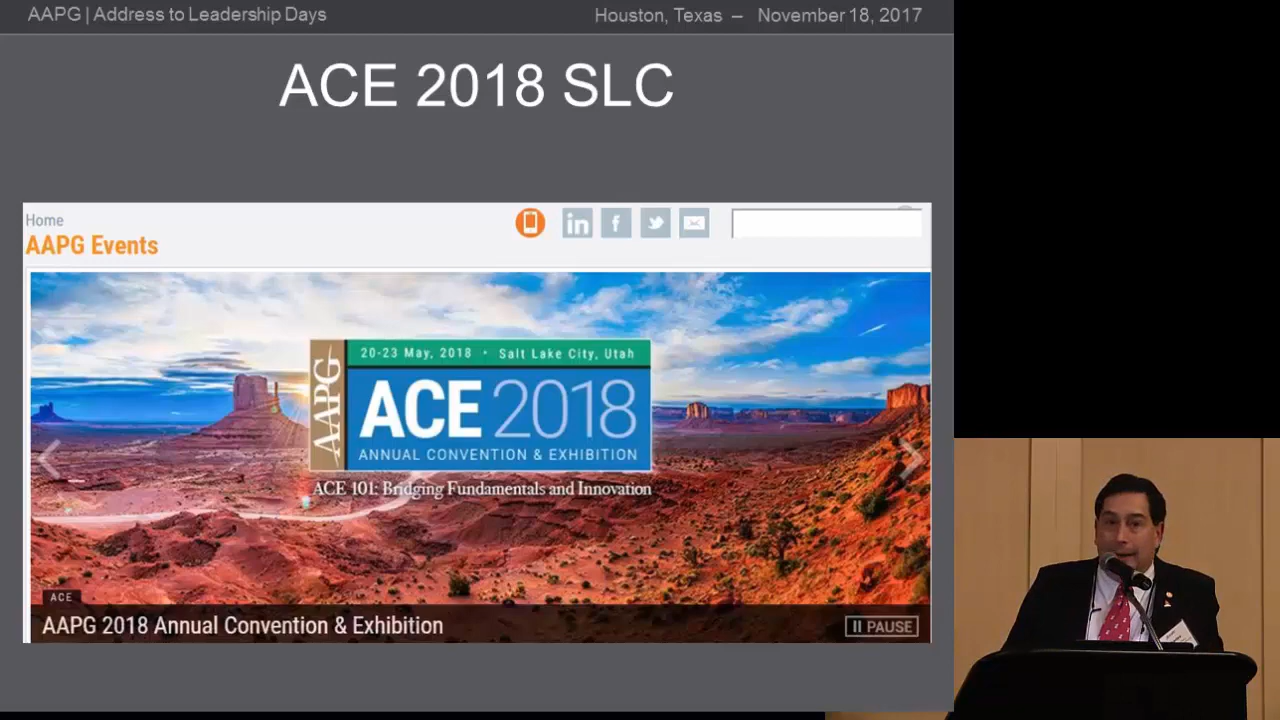 AAPG | Address to Leadership Days
Houston, Texas – November 18, 2017
ACE 2018 SLC
Home
AAPG Events
in
f
20-23 May, 2018 • Salt Lake City, Utah
AAPG
ACE 2018
ANNUAL CONVENTION & EXHIBITION
ACE 101: Bridging Fundamentals and Innovation
ACE
AAPG 2018 Annual Convention & Exhibition
PAUSE